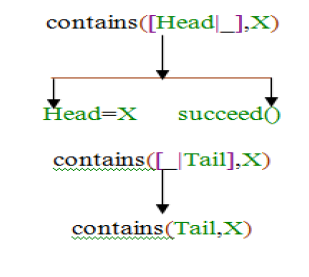 contains([Head|_],X)
Head=X succeed()
contains([_|Tail],X)
contains(Tail,X)